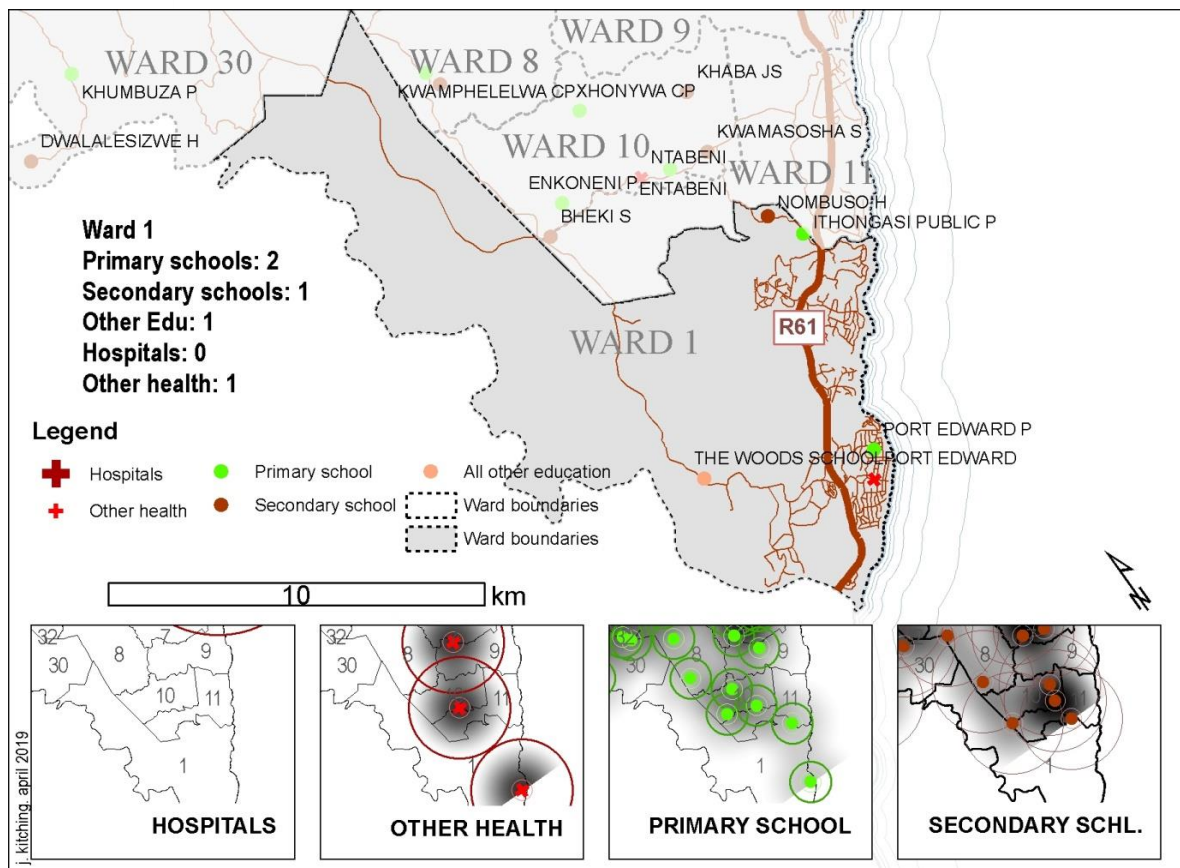 WARD 9
WARD 30
WARD 8
KHABA JS
KHUMBUZA P
KWAMPHELELWA CP
XHONYWA CP
DWALALESIZWE H
KWAMASOSHA S
WARD 10
NTABENI
ENKONENI P
ENTABENI
WARD 11
NOMBUSO H
BHEKI S
ITHONGASI PUBLIC P
Ward 1
Primary schools: 2
Secondary schools: 1
Other Edu: 1
Hospitals: 0
Other health: 1
R61
WARD 1
PORT EDWARD P
THE WOODS SCHOOL
PORT EDWARD
Legend
Hospitals
Primary school
All other education
Other health
Secondary school
Ward boundaries
Ward boundaries
N
10 km
32
30
8
7
9
10
11
1
HOSPITALS
32
30
8
9
11
1
OTHER HEALTH
32
30
8
9
11
1
PRIMARY SCHOOL
32
30
8
9
1
1
SECONDARY SCHL.
j. kitching. april 2019